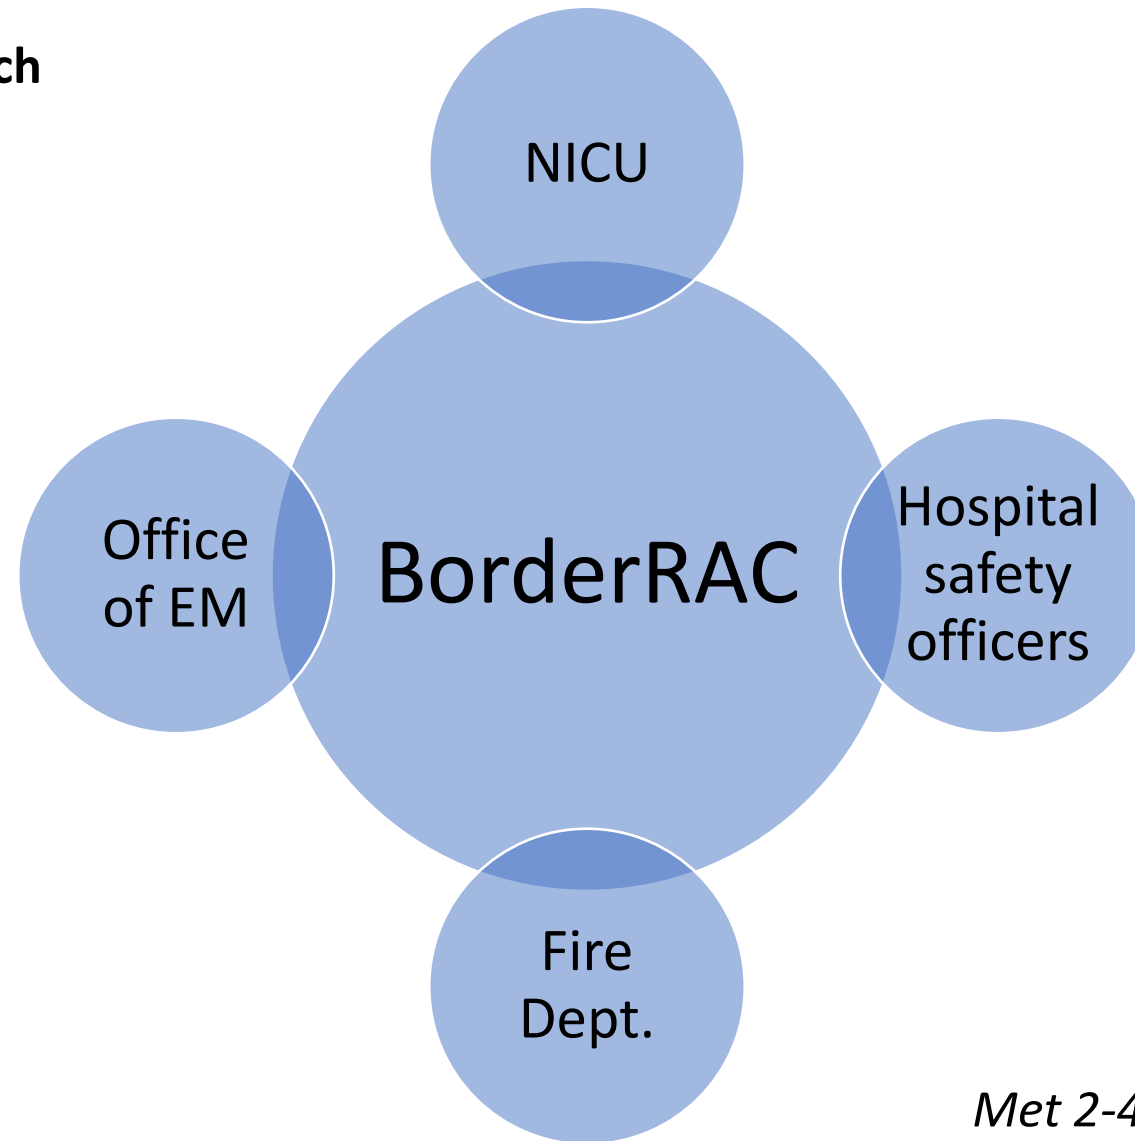 ch
NICU
Office
of EM
BorderRAC
Hospital
safety
officers
Fire
Dept.
Met 2-4